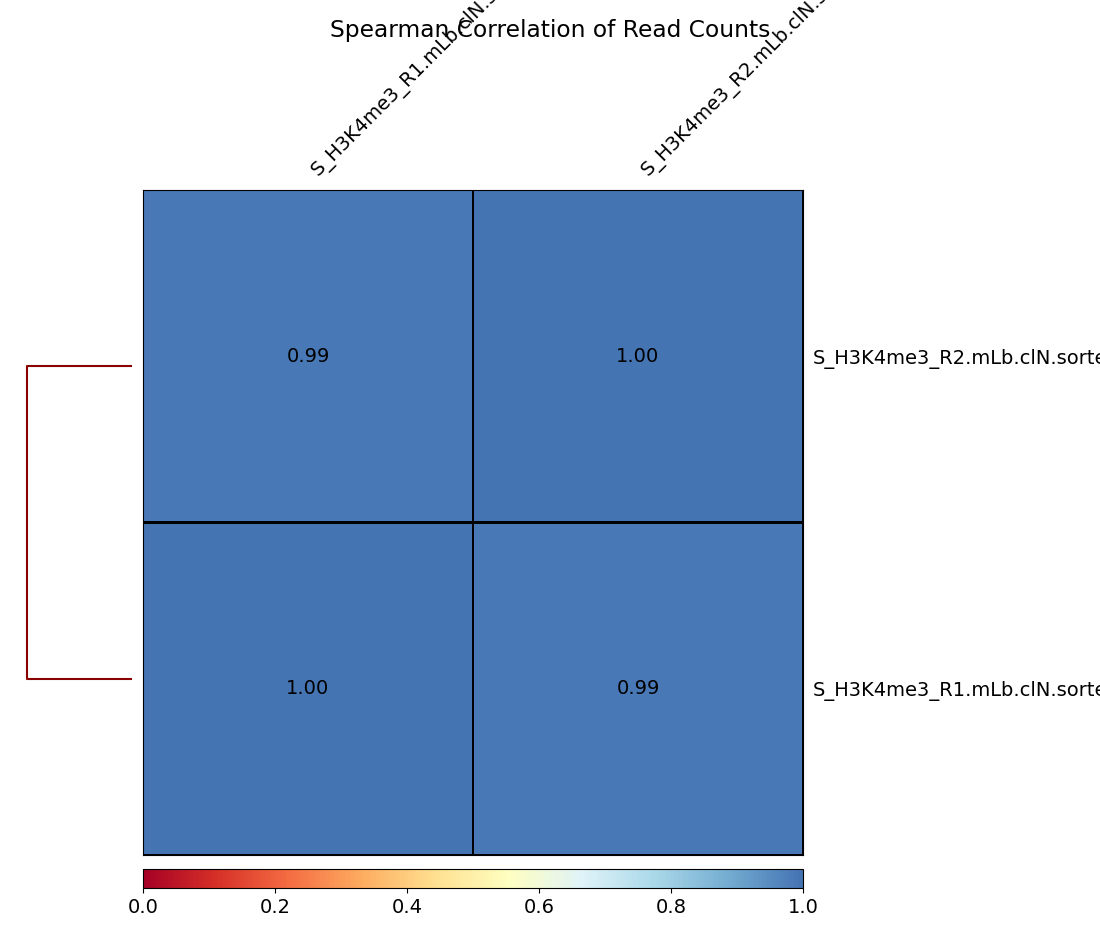 Spearman Correlation of Read Counts
S_H3K4me3_R1.mLb.clN.s
S_H3K4me3_R2.mLb.clN.s
0.99 1.00
S_H3K4me3_R2.mLb.clN.sorte
1.00 0.99
S_H3K4me3_R1.mLb.clN.sorte
0.0 0.2 0.4 0.6 0.8 1.0